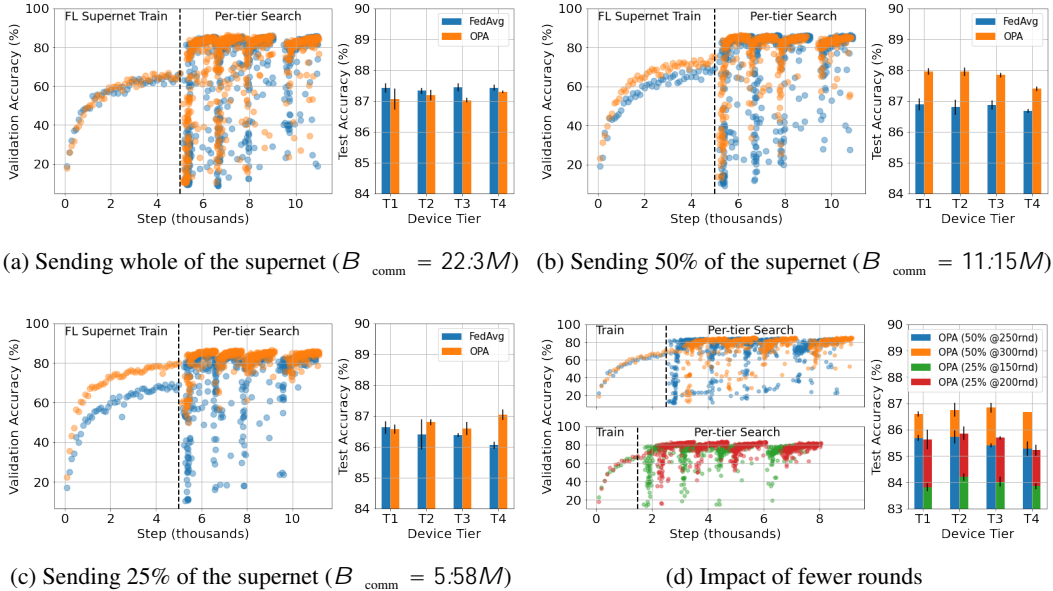 FL Supernet Train
Per-tier Search
Validation Accuracy (%)
100
80
60
40
20
0 2 4 6 8 10
Step (thousands)
Test Accuracy (%)
90
89
88
87
86
85
84
FedAvg
OPA
T1 T2 T3 T4
Device Tier
(a) Sending whole of the supernet (B comm = 22.3M)
FL Supernet Train
Per-tier Search
Validation Accuracy (%)
100
80
60
40
20
0 2 4 6 8 10
Step (thousands)
Test Accuracy (%)
90
89
88
87
86
85
84
FedAvg
OPA
T1 T2 T3 T4
Device Tier
(b) Sending 50% of the supernet (B comm = 11:15M)
FL Supernet Train
Per-tier Search
Validation Accuracy (%)
100
80
60
40
20
0 2 4 6 8 10
Step (thousands)
Test Accuracy (%)
90
89
88
87
86
85
84
FedAvg
OPA
T1 T2 T3 T4
Device Tier
(c) Sending 25% of the supernet (B comm = 5:58M)
Train
Per-tier Search
Validation Accuracy (%)
100
80
60
40
20
Train
Per-tier Search
100
80
60
40
20
0 2 4 6 8
Step (thousands)
Test Accuracy (%)
90
89
88
87
86
85
84
83
OPA (50% @250rnd)
OPA (50% @300rnd)
OPA (25% @150rnd)
OPA (25% @200rnd)
T1 T2 T3 T4
Device Tier
(d) Impact of fewer rounds